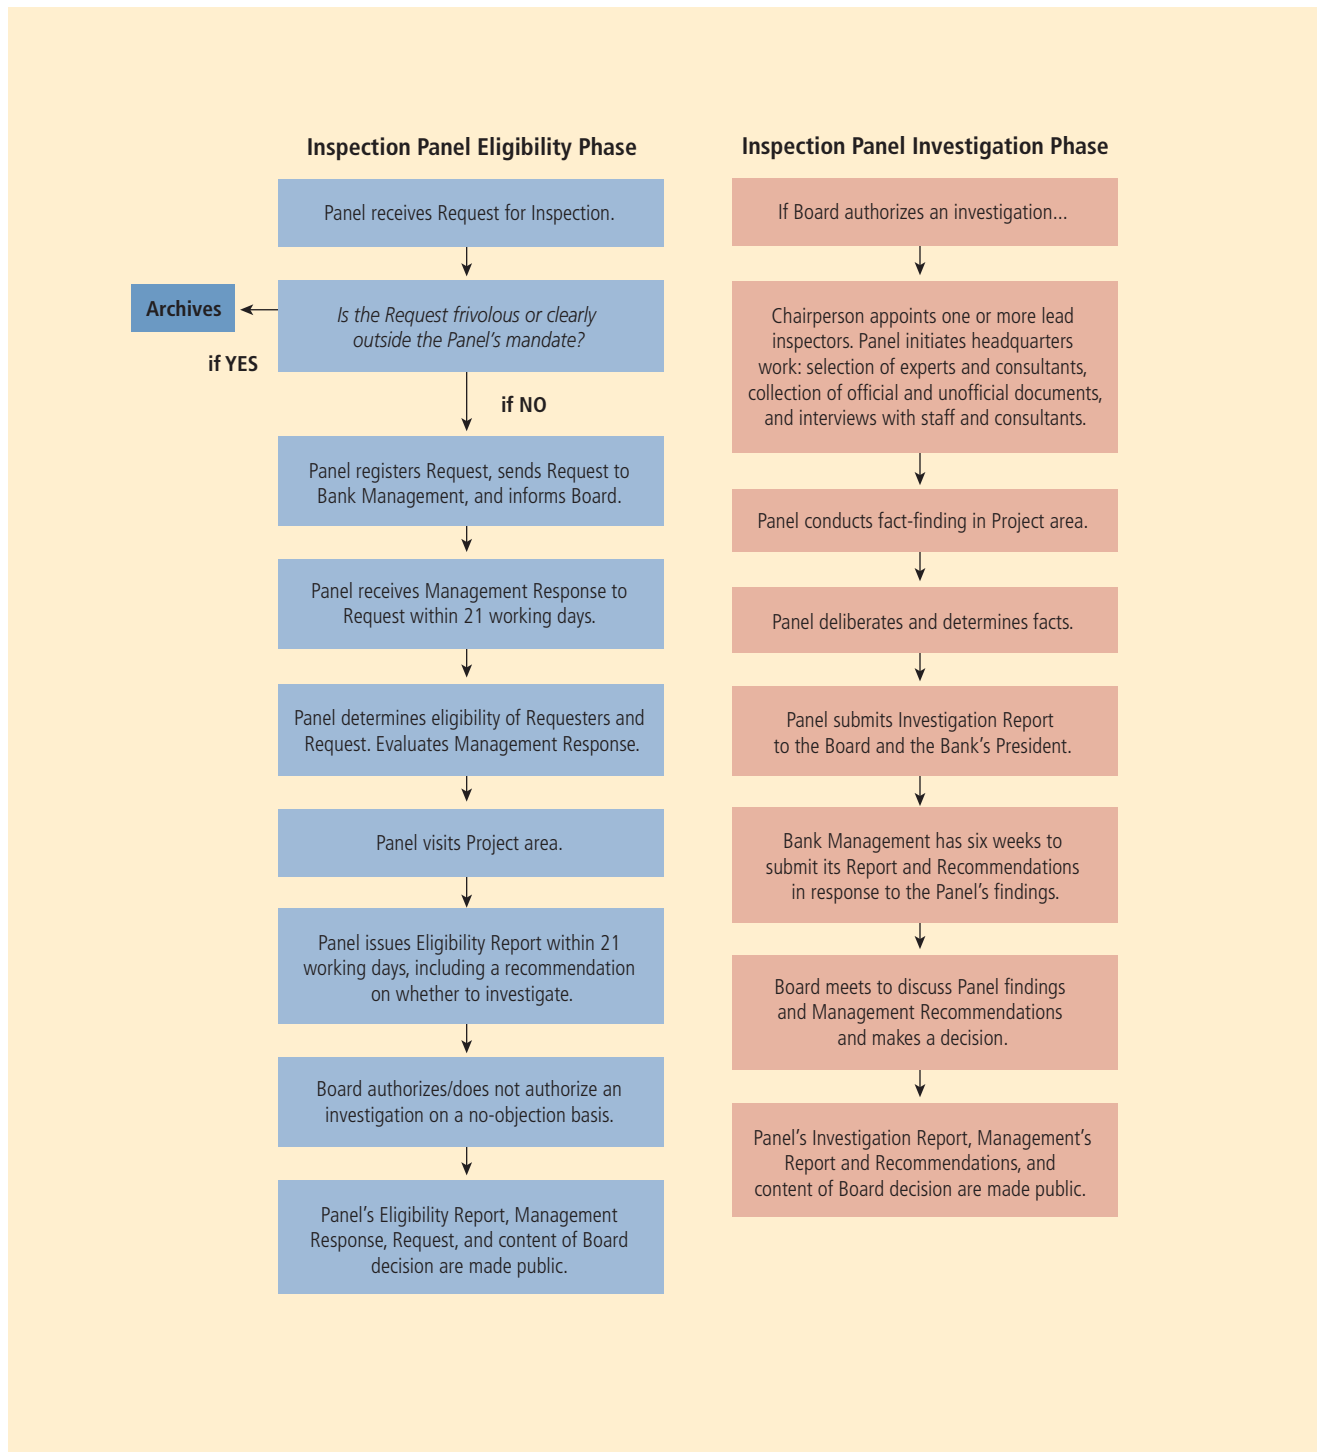 Inspection Panel Eligibility Phase
Panel receives Request for Inspection.
Archives
Is the Request frivolous or clearly
outside the Panel's mandate?
if YES
if NO
Panel registers Request, sends Request to
Bank Management, and informs Board.
Panel receives Management Response to
Request within 21 working days.
Panel determines eligibility of Requesters and
Request. Evaluates Management Response.
Panel visits Project area.
Panel issues Eligibility Report within 21
working days, including a recommendation
on whether to investigate.
Board authorizes/does not authorize an
investigation on a no-objection basis.
Panel's Eligibility Report, Management
Response, Request, and content of Board
decision are made public.
Inspection Panel Investigation Phase
If Board authorizes an investigation...
Chairperson appoints one or more lead
inspectors. Panel initiates headquarters
work: selection of experts and consultants,
collection of official and unofficial documents,
and interviews with staff and consultants.
Panel conducts fact-finding in Project area.
Panel deliberates and determines facts.
Panel submits Investigation Report
to the Board and the Bank's President.
Bank Management has six weeks to
submit its Report and Recommendations
in response to the Panel's findings.
Board meets to discuss Panel findings
and Management Recommendations
and makes a decision.
Panel's Investigation Report, Management's
Report and Recommendations, and
content of Board decision are made public.